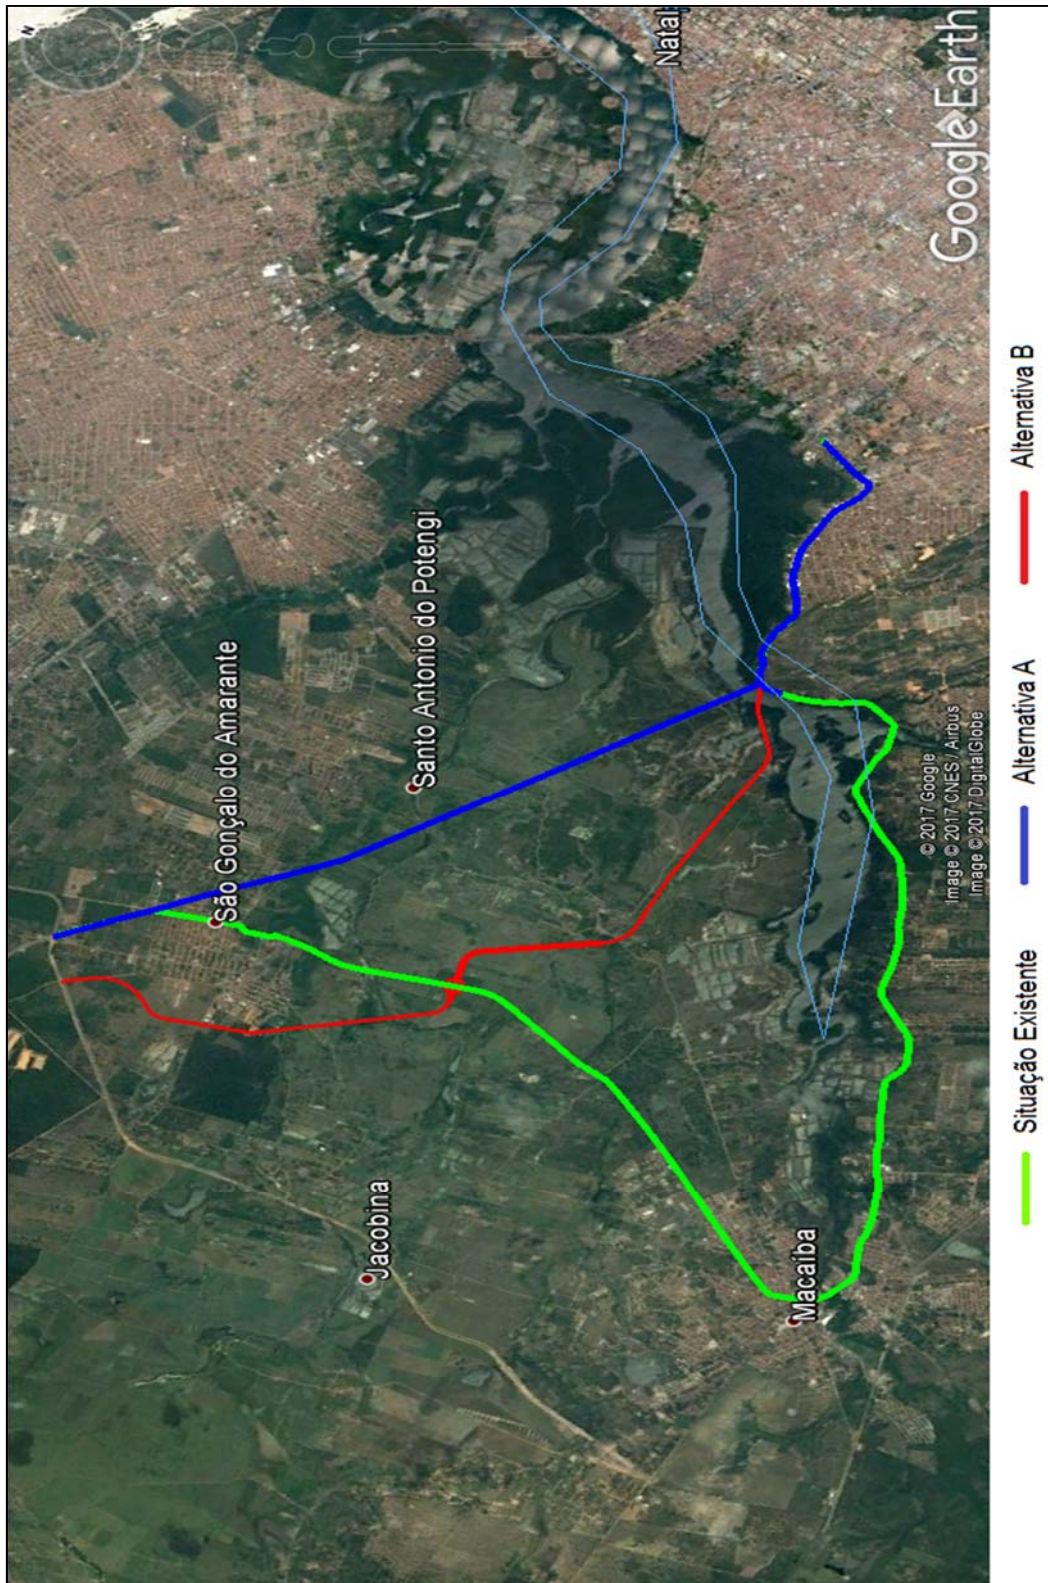 Natal
São Gonçalo do Amarante
Santo Antonio do Potengi
Jacobina
Macaíba
© 2017 Google
Image © 2017 CNES / Airbus
Image © 2017 DigitalGlobe
Google Earth
Situação Existente
Alternativa A
Alternativa B